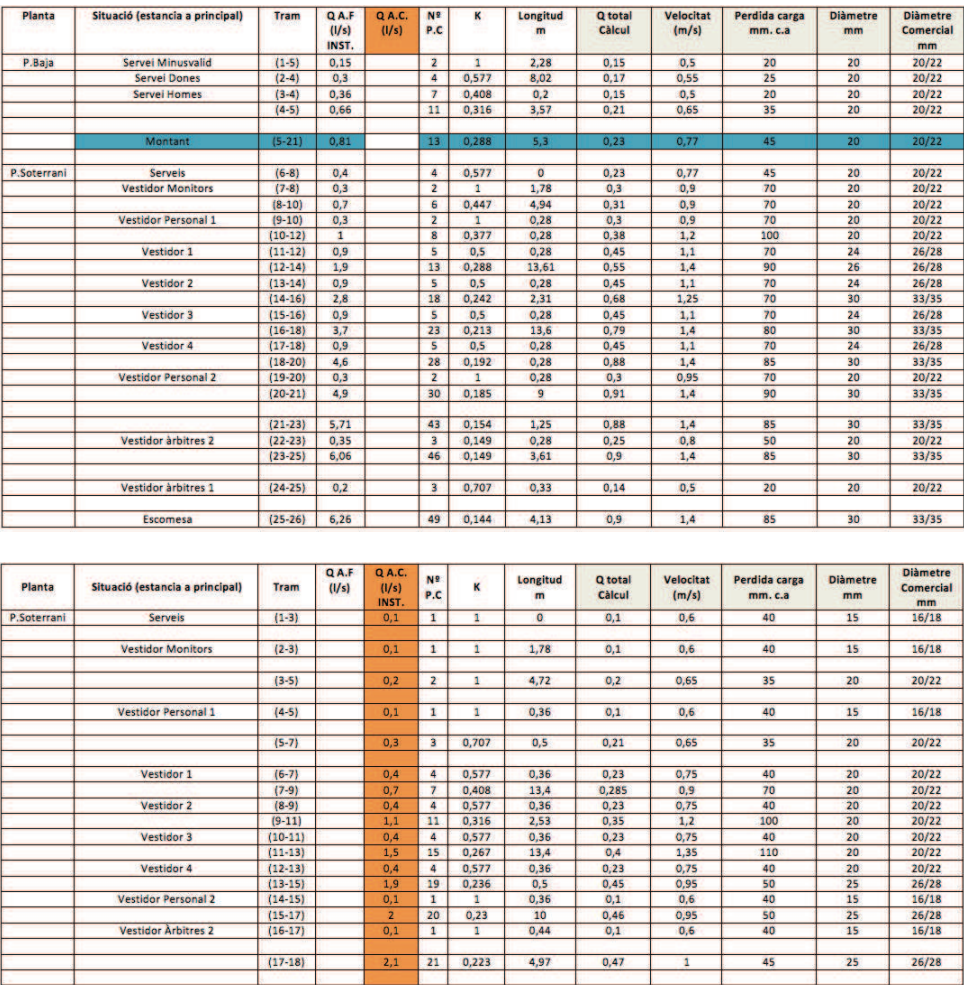 Planta Situació (estancia a principal) Tram Q A.F (l/s) INST. Q A.C. (l/s) Nº P.C K Longitud m Q total Càlcul Velocitat (m/s) Perdida carga mm. c.a Diàmetre mm Diàmetre Comercial mm
P.Baja Servei Minusvalid (1-5) 0,15 2 1 2,28 0,15 0,5 20 20 20/22
Servei Dones (2-4) 0,3 4 0,577 8,02 0,17 0,55 25 20 20/22
Servei Homes (3-4) 0,36 7 0,408 0,2 0,15 0,5 20 20 20/22
(4-5) 0,66 11 0,316 3,57 0,21 0,65 35 20 20/22
Montant (5-21) 0,81 13 0,288 5,3 0,23 0,77 45 20 20/22
P.Soterrani Serveis (6-8) 0,4 4 0,577 0 0,23 0,77 45 20 20/22
Vestidor Monitors (7-8) 0,3 2 1 1,78 0,3 0,9 70 20 20/22
(8-10) 0,7 6 0,447 4,94 0,31 0,9 70 20 20/22
Vestidor Personal 1 (9-10) 0,3 2 1 0,28 0,3 0,9 70 20 20/22
(10-12) 1 8 0,377 0,28 0,38 1,2 100 20 20/22
Vestidor 1 (11-12) 0,9 5 0,5 0,28 0,45 1,1 70 24 26/28
(12-14) 1,9 13 0,288 13,61 0,55 1,4 90 26 26/28
Vestidor 2 (13-14) 0,9 5 0,5 0,28 0,45 1,1 70 24 26/28
(14-16) 2,8 18 0,242 2,31 0,68 1,25 70 30 33/35
Vestidor 3 (15-16) 0,9 5 0,5 0,28 0,45 1,1 70 24 26/28
(16-18) 3,7 23 0,213 13,6 0,79 1,4 80 30 33/35
Vestidor 4 (17-18) 0,9 5 0,5 0,28 0,45 1,1 70 24 26/28
(18-20) 4,6 28 0,192 0,28 0,88 1,4 85 30 33/35
Vestidor Personal 2 (19-20) 0,3 2 1 0,28 0,3 0,95 70 20 20/22
(20-21) 4,9 30 0,185 9 0,91 1,4 90 30 33/35
(21-23) 5,71 43 0,154 1,25 0,88 1,4 85 30 33/35
Vestidor àrbitres 2 (22-23) 0,35 3 0,149 0,28 0,25 0,8 50 20 20/22
(23-25) 6,06 46 0,149 3,61 0,9 1,4 85 30 33/35
Vestidor àrbitres 1 (24-25) 0,2 3 0,707 0,33 0,14 0,5 20 20 20/22
Escomesa (25-26) 6,26 49 0,144 4,13 0,9 1,4 85 30 33/35
Planta Situació (estancia a principal) Tram Q A.F (l/s) Q A.C. (l/s) INST. Nº P.C K Longitud m Q total Càlcul Velocitat (m/s) Perdida carga mm. c.a Diàmetre mm Diàmetre Comercial mm
P.Soterrani Serveis (1-3) 0,1 1 1 0 0,1 0,6 40 15 16/18
Vestidor Monitors (2-3) 0,1 1 1 1,78 0,1 0,6 40 15 16/18
(3-5) 0,2 2 1 4,72 0,2 0,65 35 20 20/22
Vestidor Personal 1 (4-5) 0,1 1 1 0,36 0,1 0,6 40 15 16/18
(5-7) 0,3 3 0,707 0,5 0,21 0,65 35 20 20/22
Vestidor 1 (6-7) 0,4 4 0,577 0,36 0,23 0,75 40 20 20/22
(7-9) 0,7 7 0,408 13,4 0,285 0,9 70 20 20/22
Vestidor 2 (8-9) 0,4 4 0,577 0,36 0,23 0,75 40 20 20/22
(9-11) 1,1 11 0,316 2,53 0,35 1,2 100 20 20/22
Vestidor 3 (10-11) 0,4 4 0,577 0,36 0,23 0,75 40 20 20/22
(11-13) 1,5 15 0,267 13,4 0,4 1,35 110 20 20/22
Vestidor 4 (12-13) 0,4 4 0,577 0,36 0,23 0,75 40 20 20/22
(13-15) 1,9 19 0,236 0,5 0,45 0,95 50 25 26/28
Vestidor Personal 2 (14-15) 0,1 1 1 0,36 0,1 0,6 40 15 16/18
(15-17) 2 20 0,23 10 0,46 0,95 50 25 26/28
Vestidor Àrbitres 2 (16-17) 0,1 1 1 0,44 0,1 0,6 40 15 16/18
(17-18) 2,1 21 0,223 4,97 0,47 1 45 25 26/28